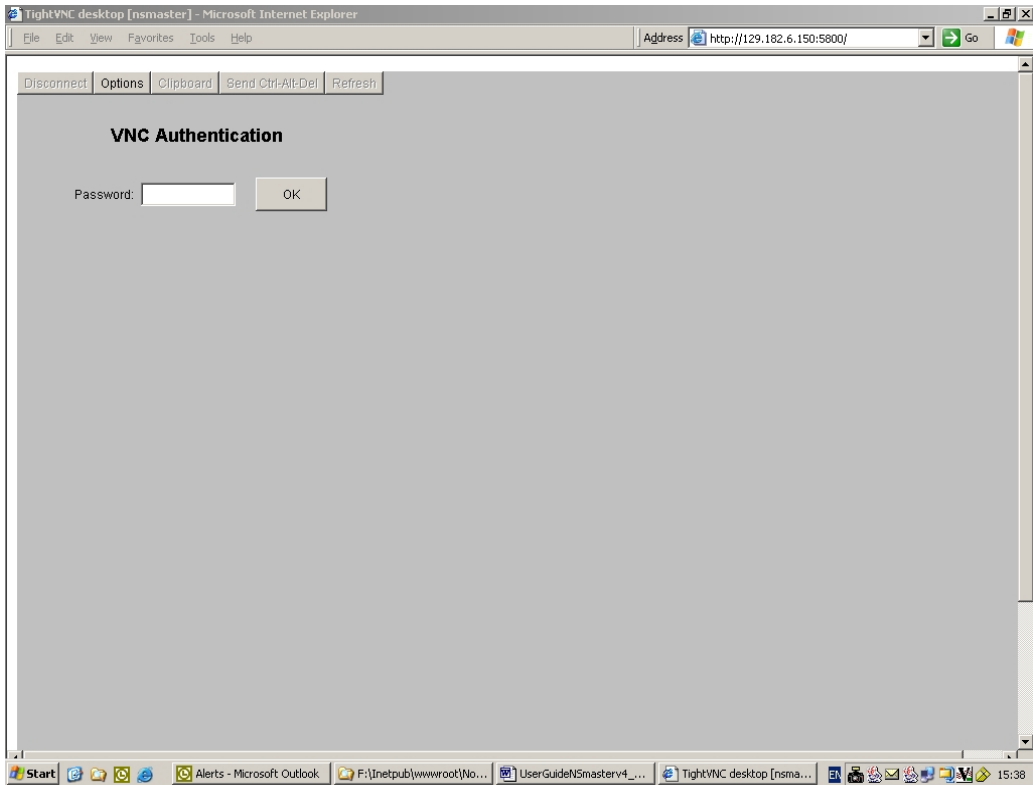 TightVNC desktop [nsmaster] - Microsoft Internet Explorer
File Edit View Favorites Tools Help Address http://129.182.6.150:5800/ Go
Disconnect Options Clipboard Send Ctrl-Alt-Del Refresh
VNC Authentication
Password: OK
Start Alerts - Microsoft Outlook F:\Inetpub\wwwroot\No... UserGuideNSmasterv4_... TightVNC desktop [nsma... EN 15:38